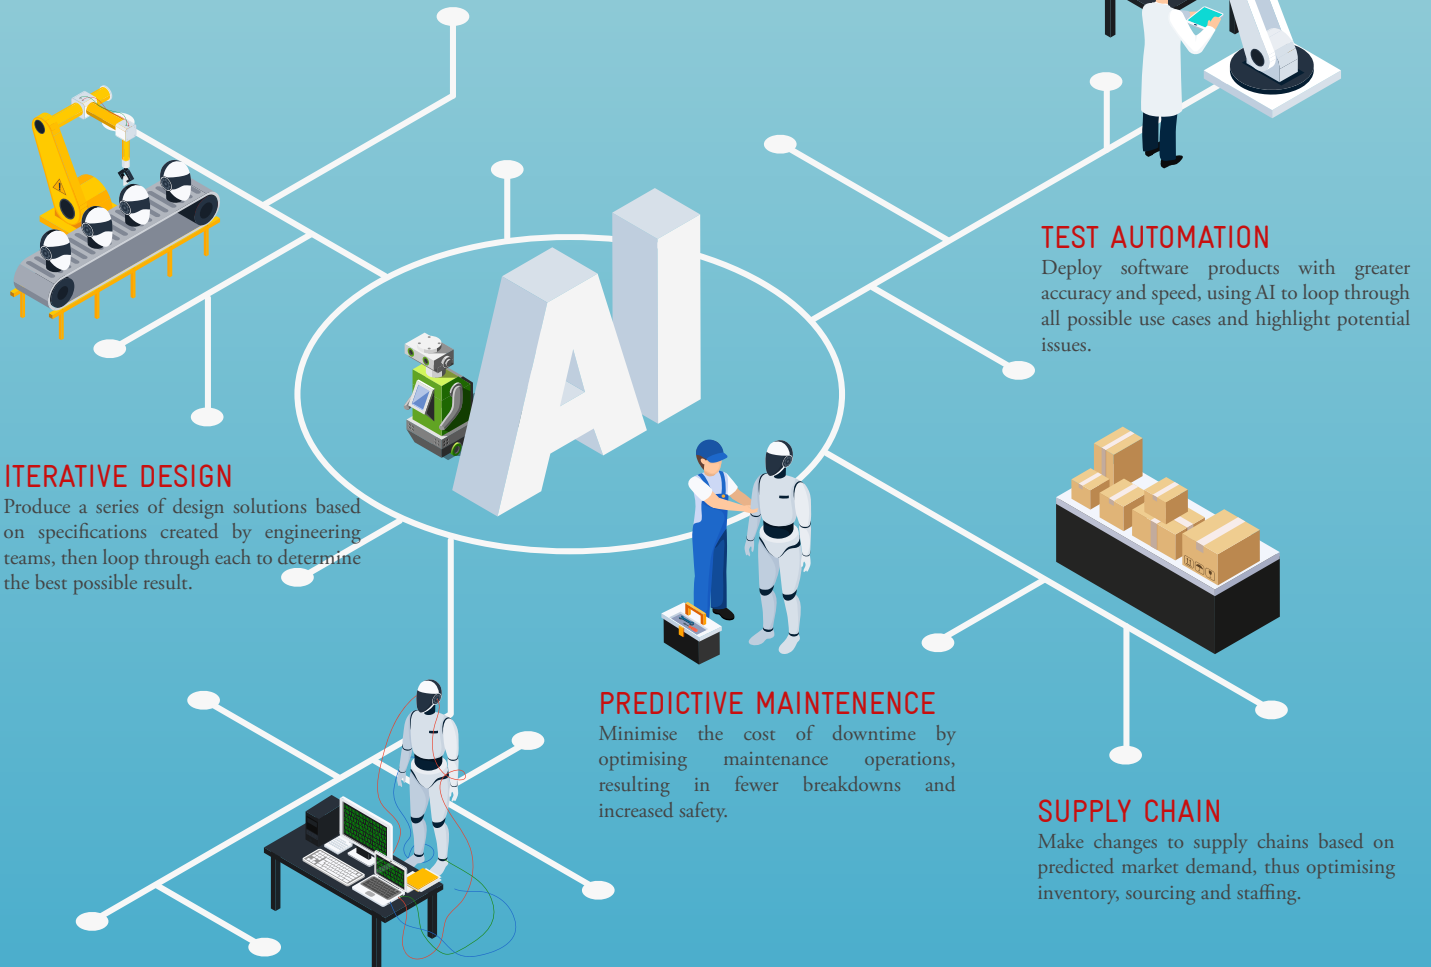 AI
TEST AUTOMATION
Deploy software products with greater
accuracy and speed, using AI to loop through
all possible use cases and highlight potential
issues.
ITERATIVE DESIGN
Produce a series of design solutions based
on specifications created by engineering
teams, then loop through each to determine
the best possible result.
PREDICTIVE MAINTENENCE
Minimise the cost of downtime by
optimising maintenance operations,
resulting in fewer breakdowns and
increased safety.
SUPPLY CHAIN
Make changes to supply chains based on
predicted market demand, thus optimising
inventory, sourcing and staffing.